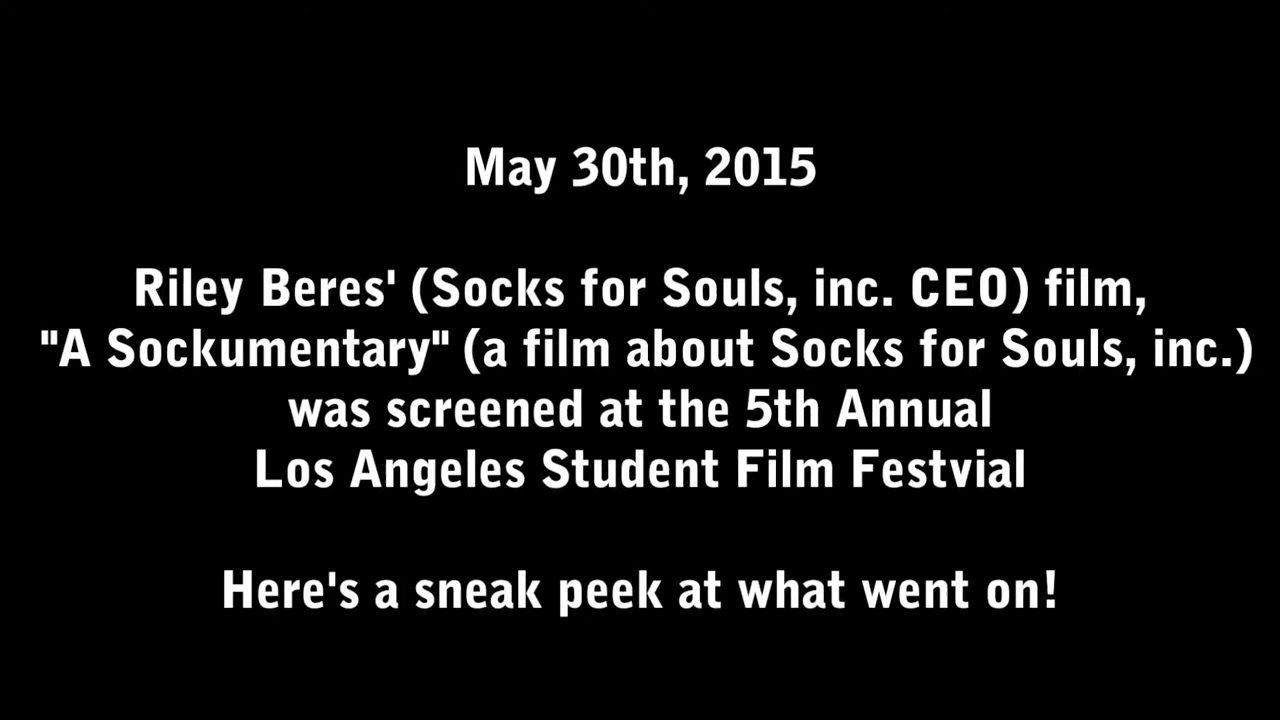 May 30th, 2015
Riley Beres' (Socks for Souls, inc. CEO) film,
"A Sockumentary" (a film about Socks for Souls, inc.)
was screened at the 5th Annual
Los Angeles Student Film Festvial
Here's a sneak peek at what went on!